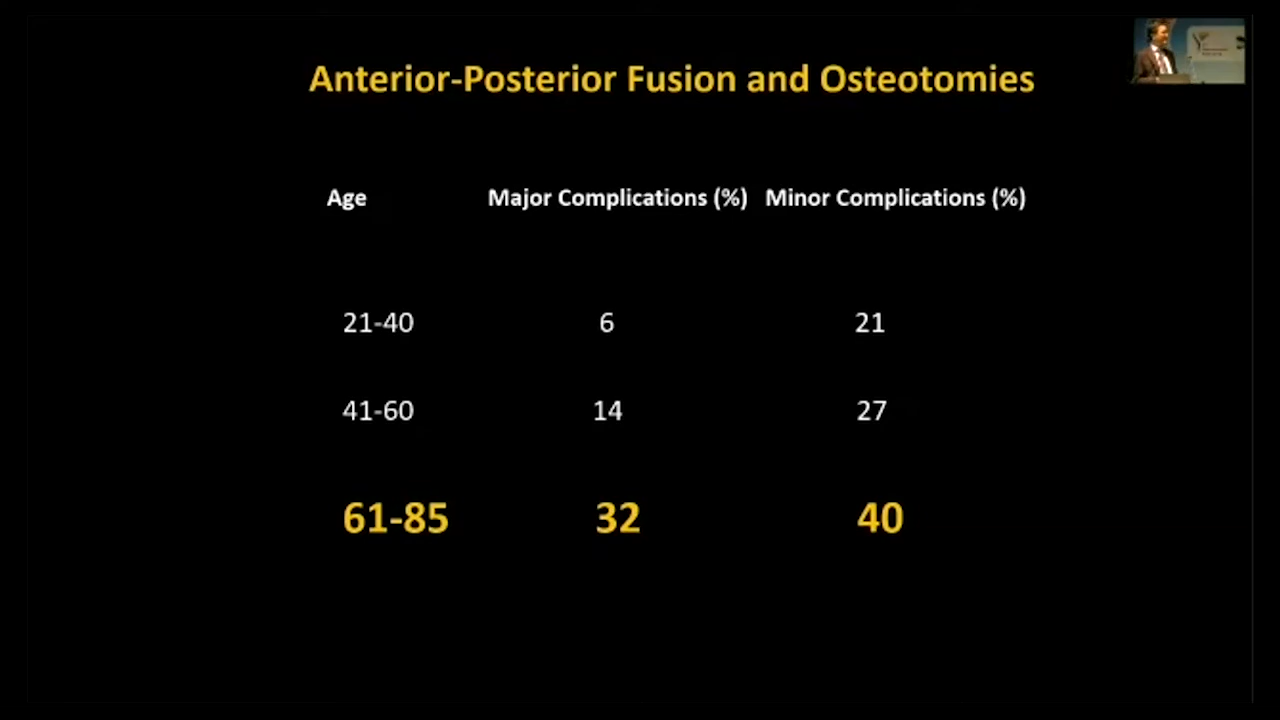 Anterior-Posterior Fusion and Osteotomies
Age Major Complications (%) Minor Complications (%)
21-40 6 21
41-60 14 27
61-85 32 40